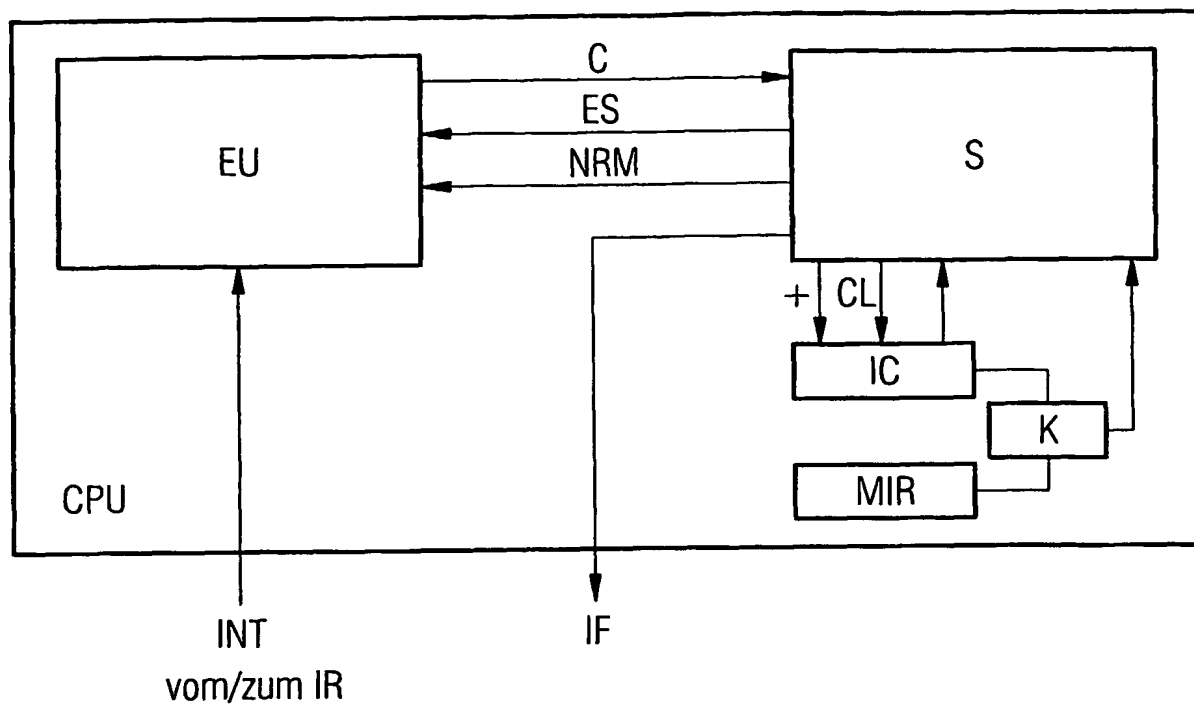 C
ES
EU
NRM
S
+ CL
IC
K
MIR
CPU
INT
IF
vom/zum IR